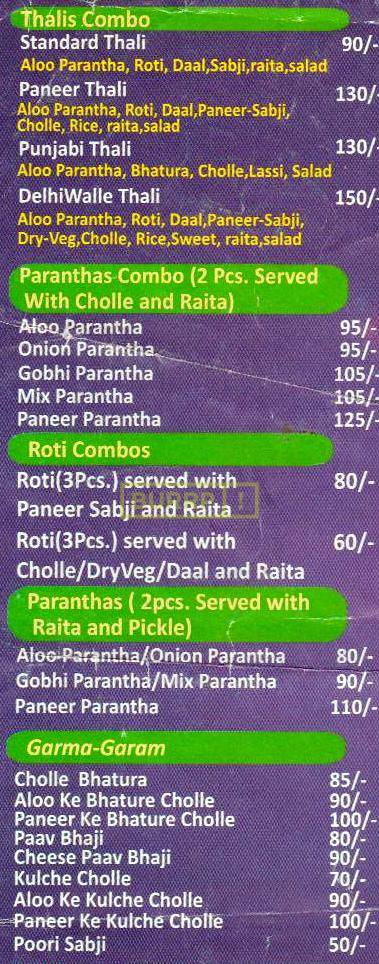 Thalis Combo
Standard Thali 90/-
Aloo Parantha, Roti, Daal,Sabji,raita,salad
Paneer Thali 130/-
Aloo Parantha, Roti, Daal,Paneer-Sabji,
Cholle, Rice, raita,salad
Punjabi Thali 130/-
Aloo Parantha, Bhatura, Cholle,Lassi, Salad
DelhiWalle Thali 150/-
Aloo Parantha, Roti, Daal,Paneer-Sabji,
Dry-Veg,Cholle, Rice,Sweet, raita,salad
Paranthas Combo (2 Pcs. Served
With Cholle and Raita)
Aloo Parantha 95/-
Onion Parantha 95/-
Gobhi Parantha 105/-
Mix Parantha 105/-
Paneer Parantha 125/-
Roti Combos
Roti(3Pcs.) served with 80/-
BURRP!
Paneer Sabji and Raita
Roti(3Pcs.) served with 60/-
Cholle/DryVeg/Daal and Raita
Paranthas ( 2pcs. Served with
Raita and Pickle)
Aloo Parantha/Onion Parantha 80/-
Gobhi Parantha/Mix Parantha 90/-
Paneer Parantha 110/-
Garma-Garam
Cholle Bhatura 85/-
Aloo Ke Bhature Cholle 90/-
Paneer Ke Bhature Cholle 100/-
Paav Bhaji 80/-
Cheese Paav Bhaji 90/-
Kulche Cholle 70/-
Aloo Ke Kulche Cholle 90/-
Paneer Ke Kulche Cholle 100/-
Poori Sabji 50/-